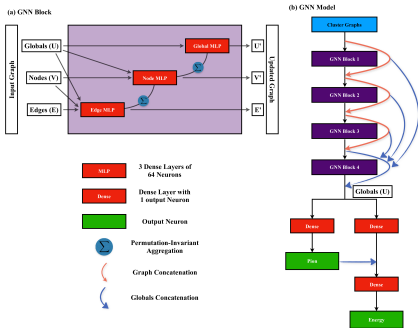 (a) GNN Block
Input Graph
Globals (U)
Nodes (V)
Edges (E)
Global MLP
Node MLP
Edge MLP
Σ
Σ
U'
V'
E'
Updated Graph
MLP
3 Dense Layers of
64 Neurons
Dense
Dense Layer with
1 output Neuron
Output Neuron
Σ
Permutation-Invariant
Aggregation
Graph Concatenation
Globals Concatenation
(b) GNN Model
Cluster Graphs
GNN Block 1
GNN Block 2
GNN Block 3
GNN Block 4
Globals (U)
Dense
Dense
Pion
Dense
Energy